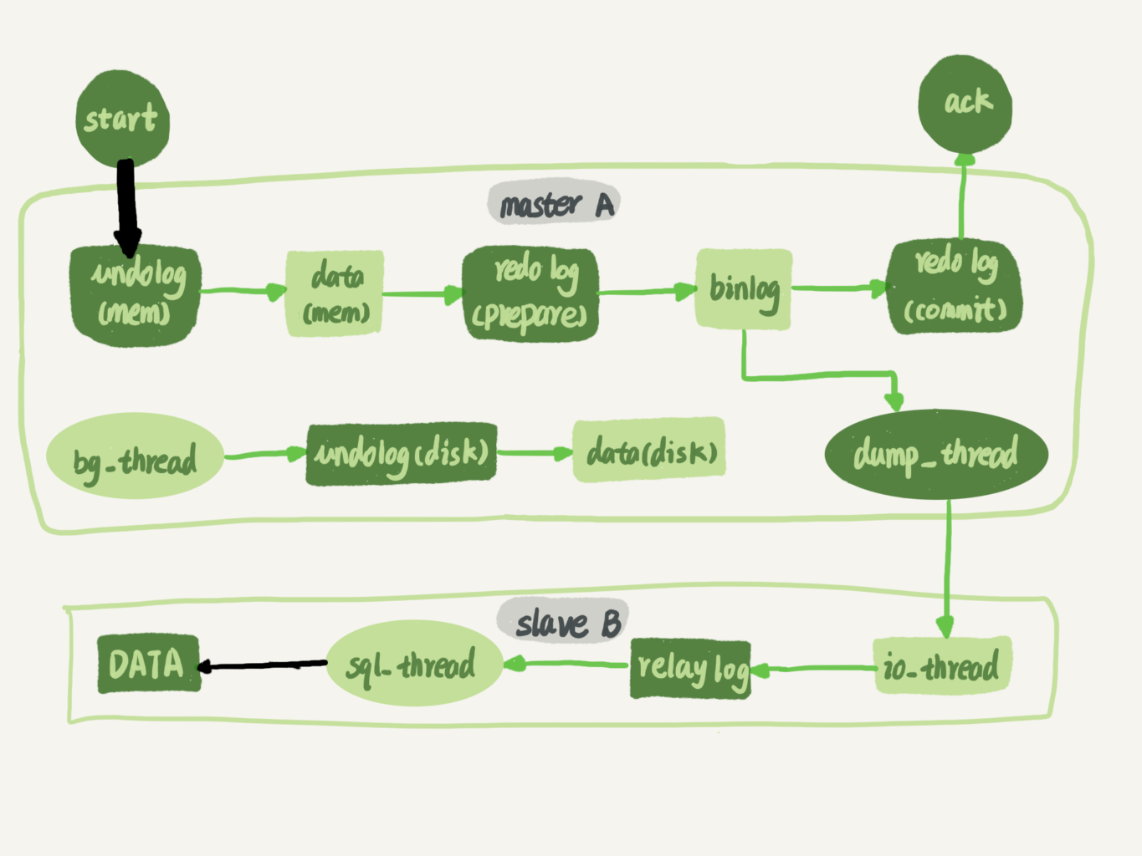 start
ack
master A
undolog
(mem)
data
(mem)
redo log
(prepare)
binlog
redo log
(commit)
bg_thread
undolog(disk)
data(disk)
dump_thread
slave B
DATA
sql_thread
relay log
io_thread